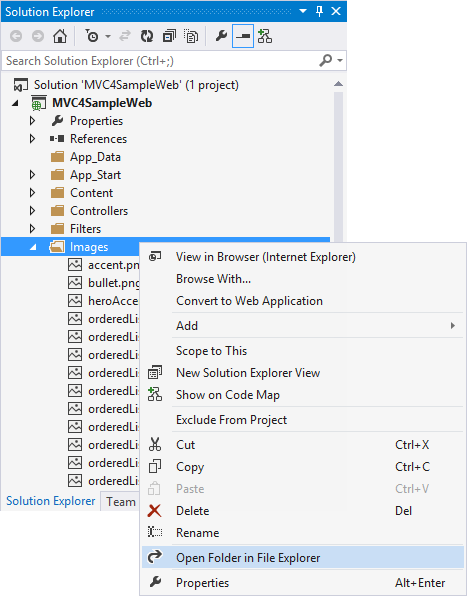 Solution Explorer
Search Solution Explorer (Ctrl+;)
Solution 'MVC4SampleWeb' (1 project)
MVC4SampleWeb
Properties
References
App_Data
App_Start
Content
Controllers
Filters
Images
accent.pn
bullet.png
heroAcce
orderedLi
orderedLi
orderedLi
orderedLi
orderedLi
orderedLi
orderedLi
orderedLi
orderedLi
orderedLi
Solution Explorer
Team
View in Browser (Internet Explorer)
Browse With...
Convert to Web Application
Add
Scope to This
New Solution Explorer View
Show on Code Map
Exclude From Project
Cut Ctrl+X
Copy Ctrl+C
Paste Ctrl+V
Delete Del
Rename
Open Folder in File Explorer
Properties Alt+Enter